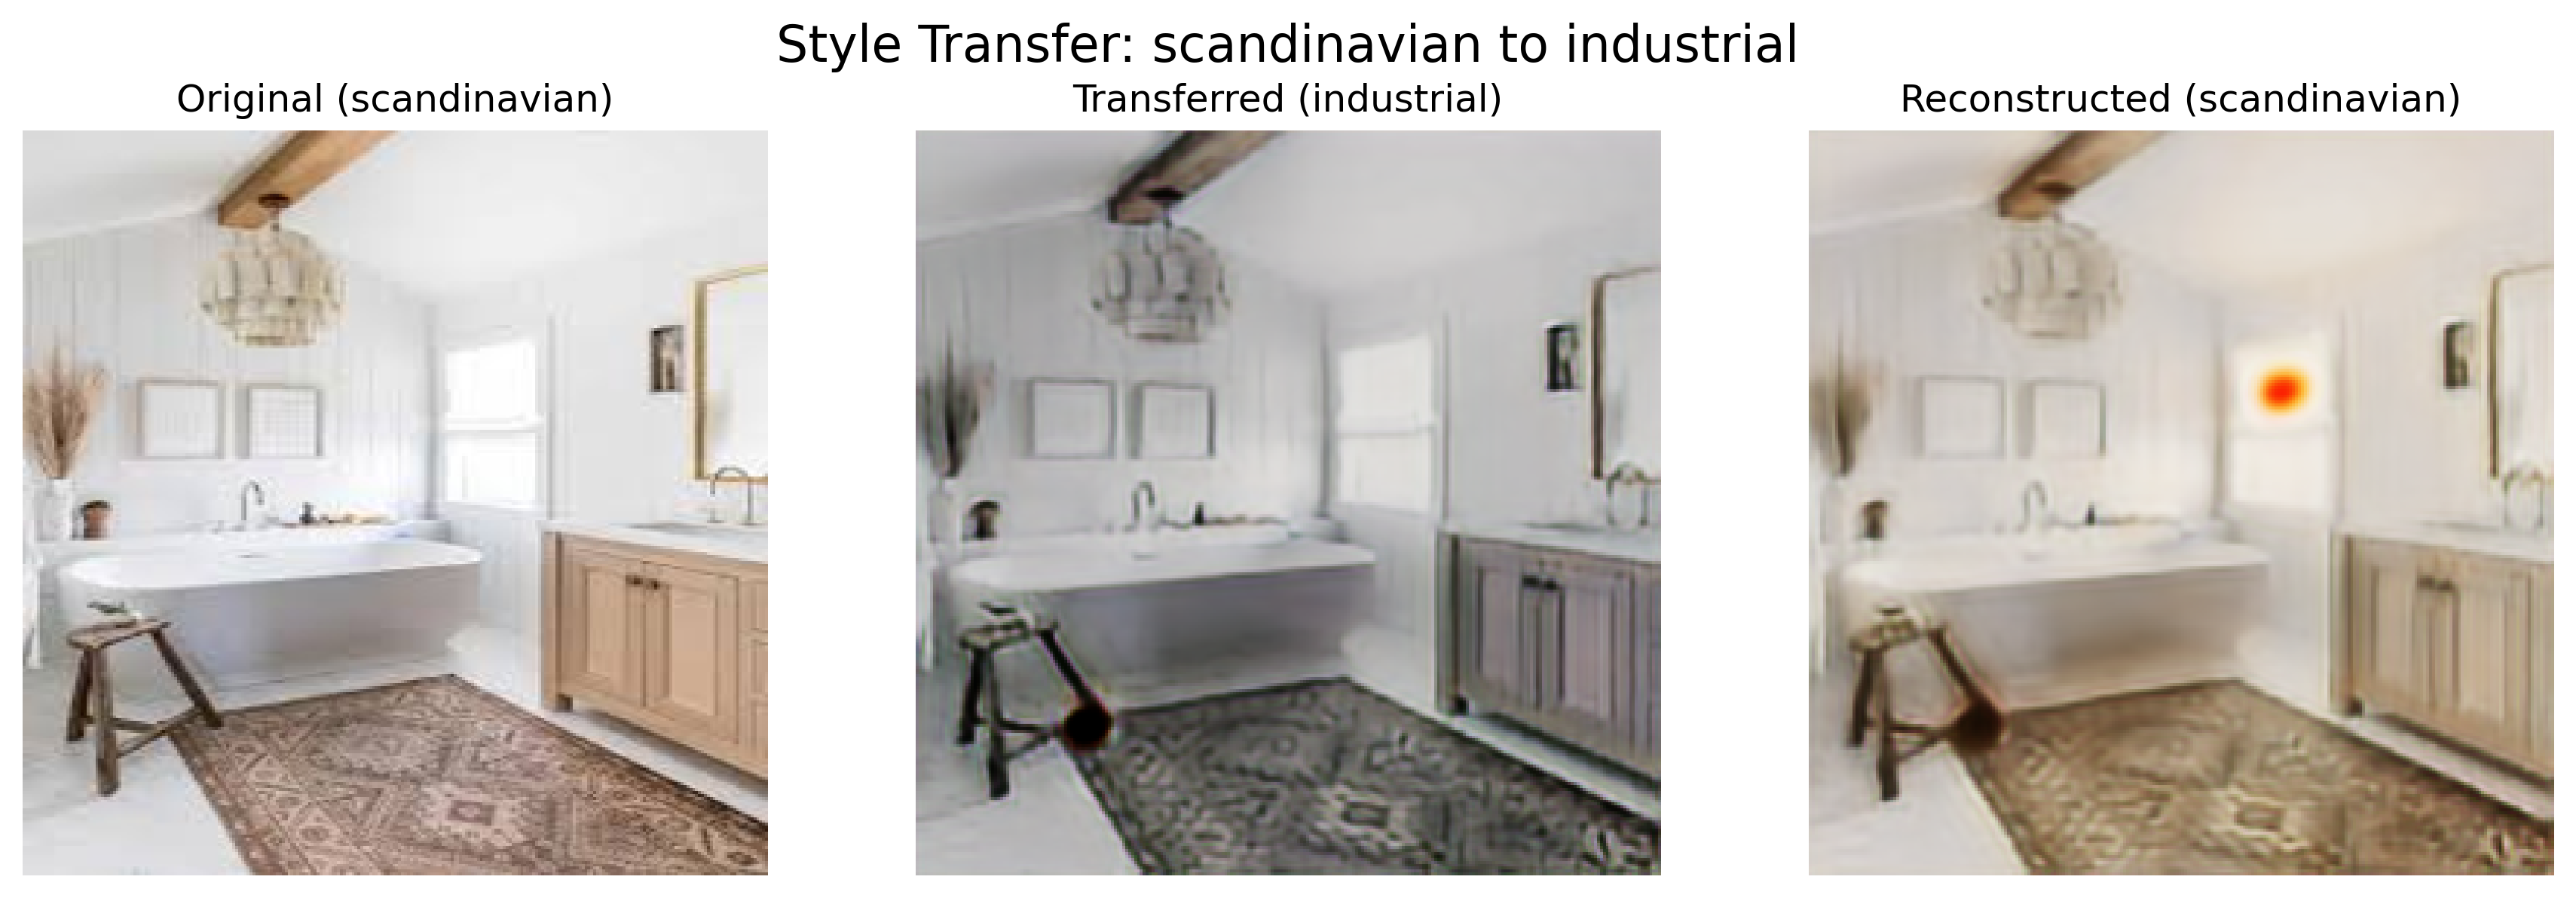 Style Transfer: scandinavian to industrial
Original (scandinavian)
Transferred (industrial)
Reconstructed (scandinavian)